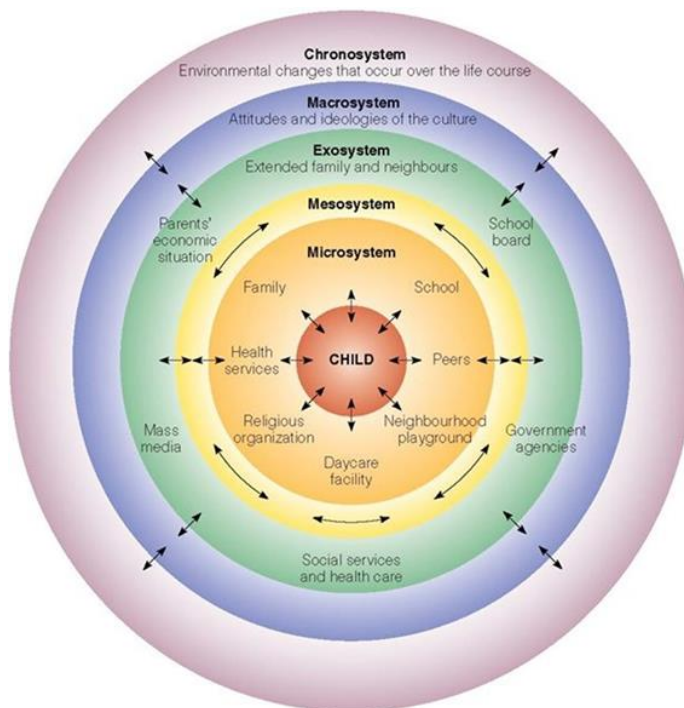 Chronosystem
Environmental changes that occur over the life course
Macrosystem
Attitudes and ideologies of the culture
Exosystem
Extended family and neighbours
Mesosystem
Parents'
economic
situation
School
board
Microsystem
Family
School
Health
services
CHILD
Peers
Religious
organization
Neighbourhood
playground
Mass
media
Government
agencies
Daycare
facility
Social services
and health care